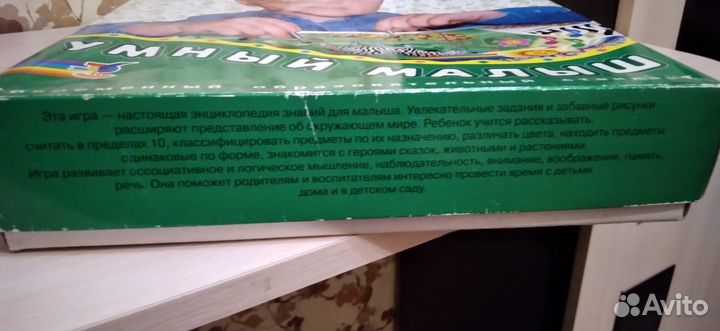 УМНЫЙ МАЛЫШ
Эта игра — настоящая энциклопедия знаний для малыша. Увлекательные задания и забавные рисунки
расширяют представление об окружающем мире. Ребенок учится рассказывать,
считать в пределах 10, классифицировать предметы по их назначению, различать цвета, находить предметы,
одинаковые по форме, знакомится с героями сказок, животными и растениями.
Игра развивает ассоциативное и логическое мышление, наблюдательность, внимание, воображение, память,
речь. Она поможет родителям и воспитателям интересно провести время с детьми
дома и в детском саду.
Avito